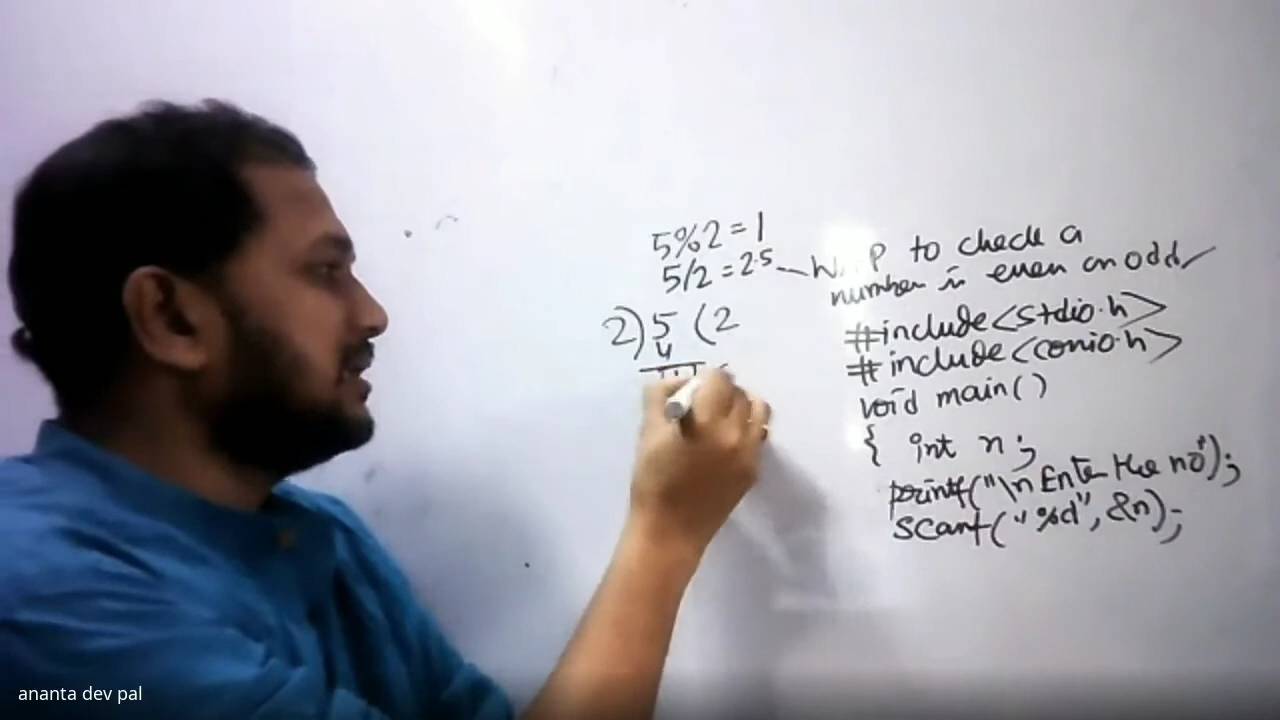 5%2=1
5/2=2.5
2)5(2
4
W.P to check a
number is even or odd
#include<stdio.h>
#include<conio.h>
void main()
{ int n;
printf("\n Enter the no");
scanf("%d",&n);
ananta dev pal